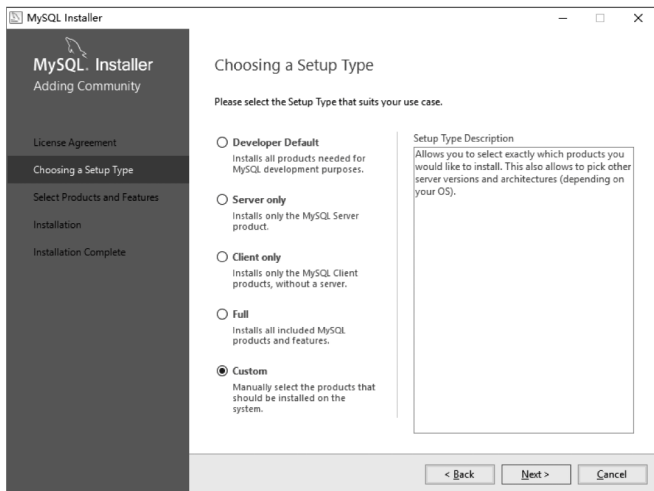 MySQL Installer
MySQL. Installer
Adding Community
License Agreement
Choosing a Setup Type
Select Products and Features
Installation
Installation Complete
Choosing a Setup Type
Please select the Setup Type that suits your use case.
Developer Default
Installs all products needed for
MySQL development purposes.
Server only
Installs only the MySQL Server
product.
Client only
Installs only the MySQL Client
products, without a server.
Full
Installs all included MySQL
products and features.
Custom
Manually select the products that
should be installed on the
system.
Setup Type Description
Allows you to select exactly which products you
would like to install. This also allows to pick other
server versions and architectures (depending on
your OS).
< Back
Next >
Cancel